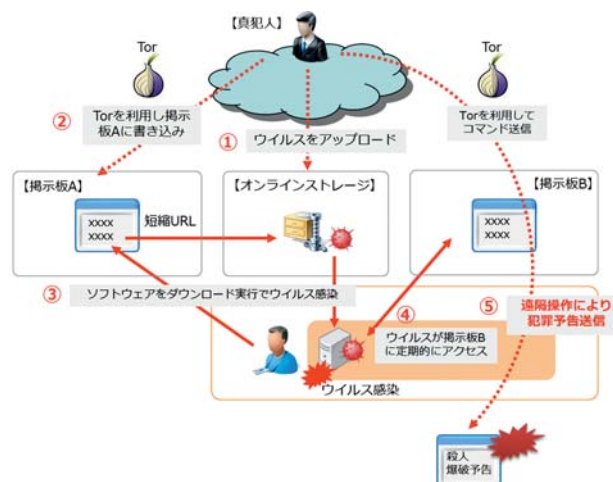 【真犯人】
Tor
Tor
② Torを利用し掲示
板Aに書き込み
Torを利用して
コマンド送信
① ウイルスをアップロード
【掲示板A】
【オンラインストレージ】
【掲示板B】
xxxx
xxxx
短縮URL
xxxx
xxxx
③ ソフトウェアをダウンロード実行でウイルス感染
④ ウイルスが掲示板B
に定期的にアクセス
⑤ 遠隔操作により
犯罪予告送信
ウイルス感染
殺人
爆破予告